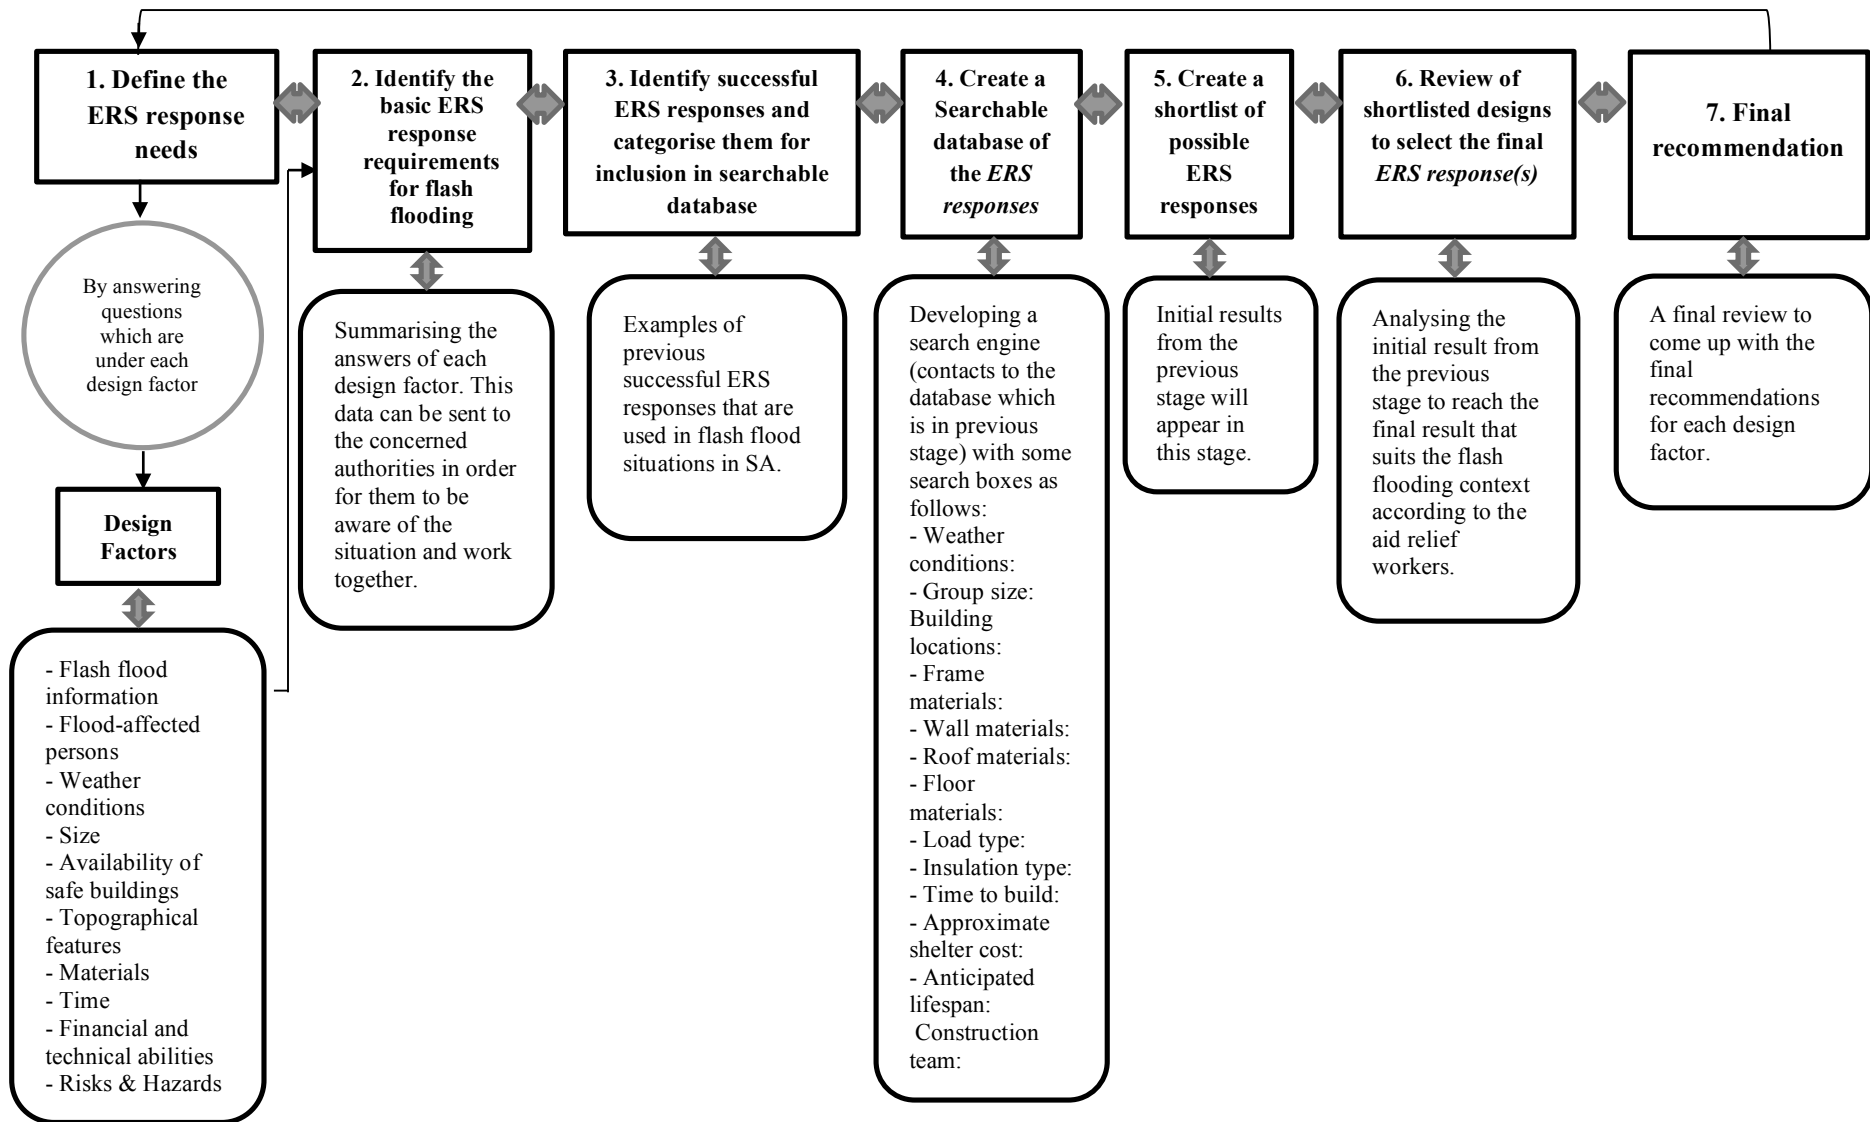 1. Define the
ERS response
needs
By answering
questions
which are
under each
design factor
Design
Factors
- Flash flood
information
- Flood-affected
persons
- Weather
conditions
- Size
- Availability of
safe buildings
- Topographical
features
- Materials
- Time
- Financial and
technical abilities
- Risks & Hazards
2. Identify the
basic ERS
response
requirements
for flash
flooding
Summarising the
answers of each
design factor. This
data can be sent to
the concerned
authorities in order
for them to be
aware of the
situation and work
together.
3. Identify successful
ERS responses and
categorise them for
inclusion in searchable
database
Examples of
previous
successful ERS
responses that are
used in flash flood
situations in SA.
4. Create a
Searchable
database of
the ERS
responses
Developing a
search engine
(contacts to the
database which
is in previous
stage) with some
search boxes as
follows:
- Weather
conditions:
- Group size:
Building
locations:
- Frame
materials:
- Wall materials:
- Roof materials:
- Floor
materials:
- Load type:
- Insulation type:
- Time to build:
- Approximate
shelter cost:
- Anticipated
lifespan:
Construction
team:
5. Create a
shortlist of
possible
ERS
responses
Initial results
from the
previous
stage will
appear in
this stage.
6. Review of
shortlisted designs
to select the final
ERS response(s)
Analysing the
initial result from
the previous
stage to reach the
final result that
suits the flash
flooding context
according to the
aid relief
workers.
7. Final
recommendation
A final review to
come up with the
final
recommendations
for each design
factor.